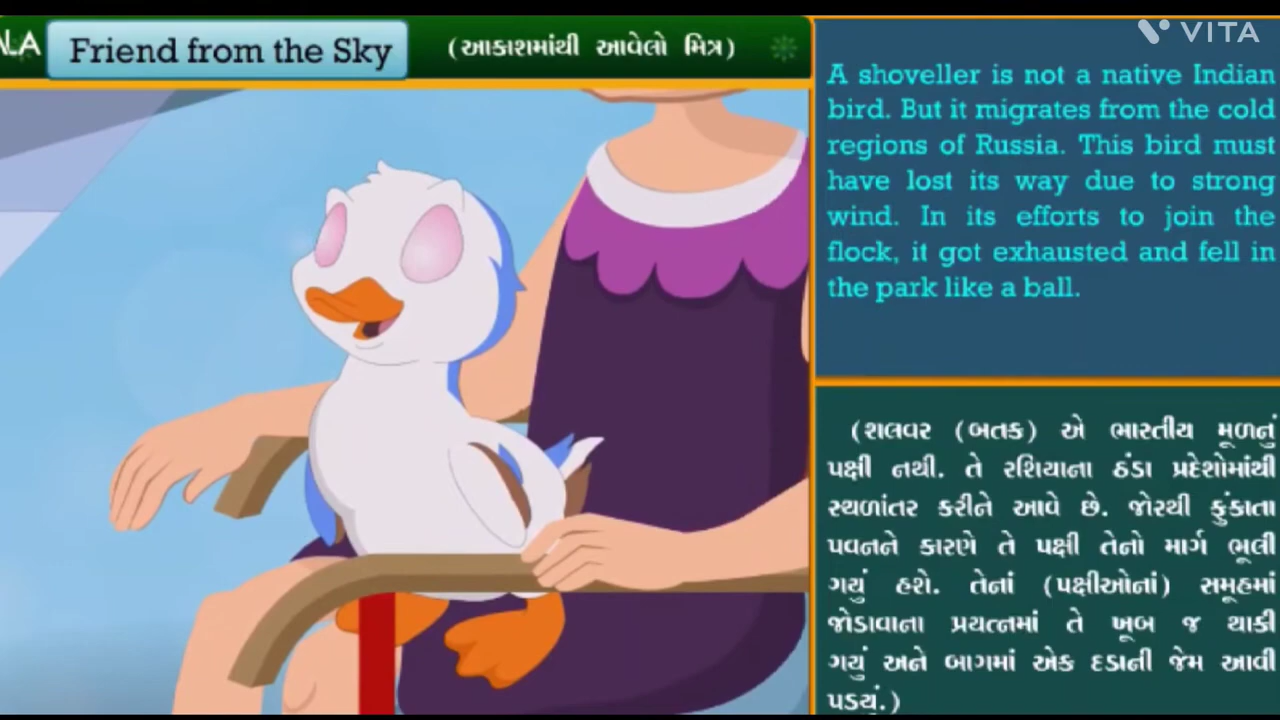 ALA
Friend from the Sky
(આકાશમાંથી આવેલો મિત્ર)
VITA
A shoveller is not a native Indian
bird. But it migrates from the cold
regions of Russia. This bird must
have lost its way due to strong
wind. In its efforts to join the
flock, it got exhausted and fell in
the park like a ball.
(શલવર (બતક) એ ભારતીય મૂળનું
પક્ષી નથી. તે રશિયાના ઠંડા પ્રદેશોમાંથી
સ્થળાંતર કરીને આવે છે. જોરથી ફુંકાતા
પવનને કારણે તે પક્ષી તેનો માર્ગ ભૂલી
ગયું હશે. તેનાં (પક્ષીઓનાં) સમૂહમાં
જોડાવાના પ્રયત્નમાં તે ખૂબ જ થાકી
ગયું અને બાગમાં એક દડાની જેમ આવી
પડયું.)